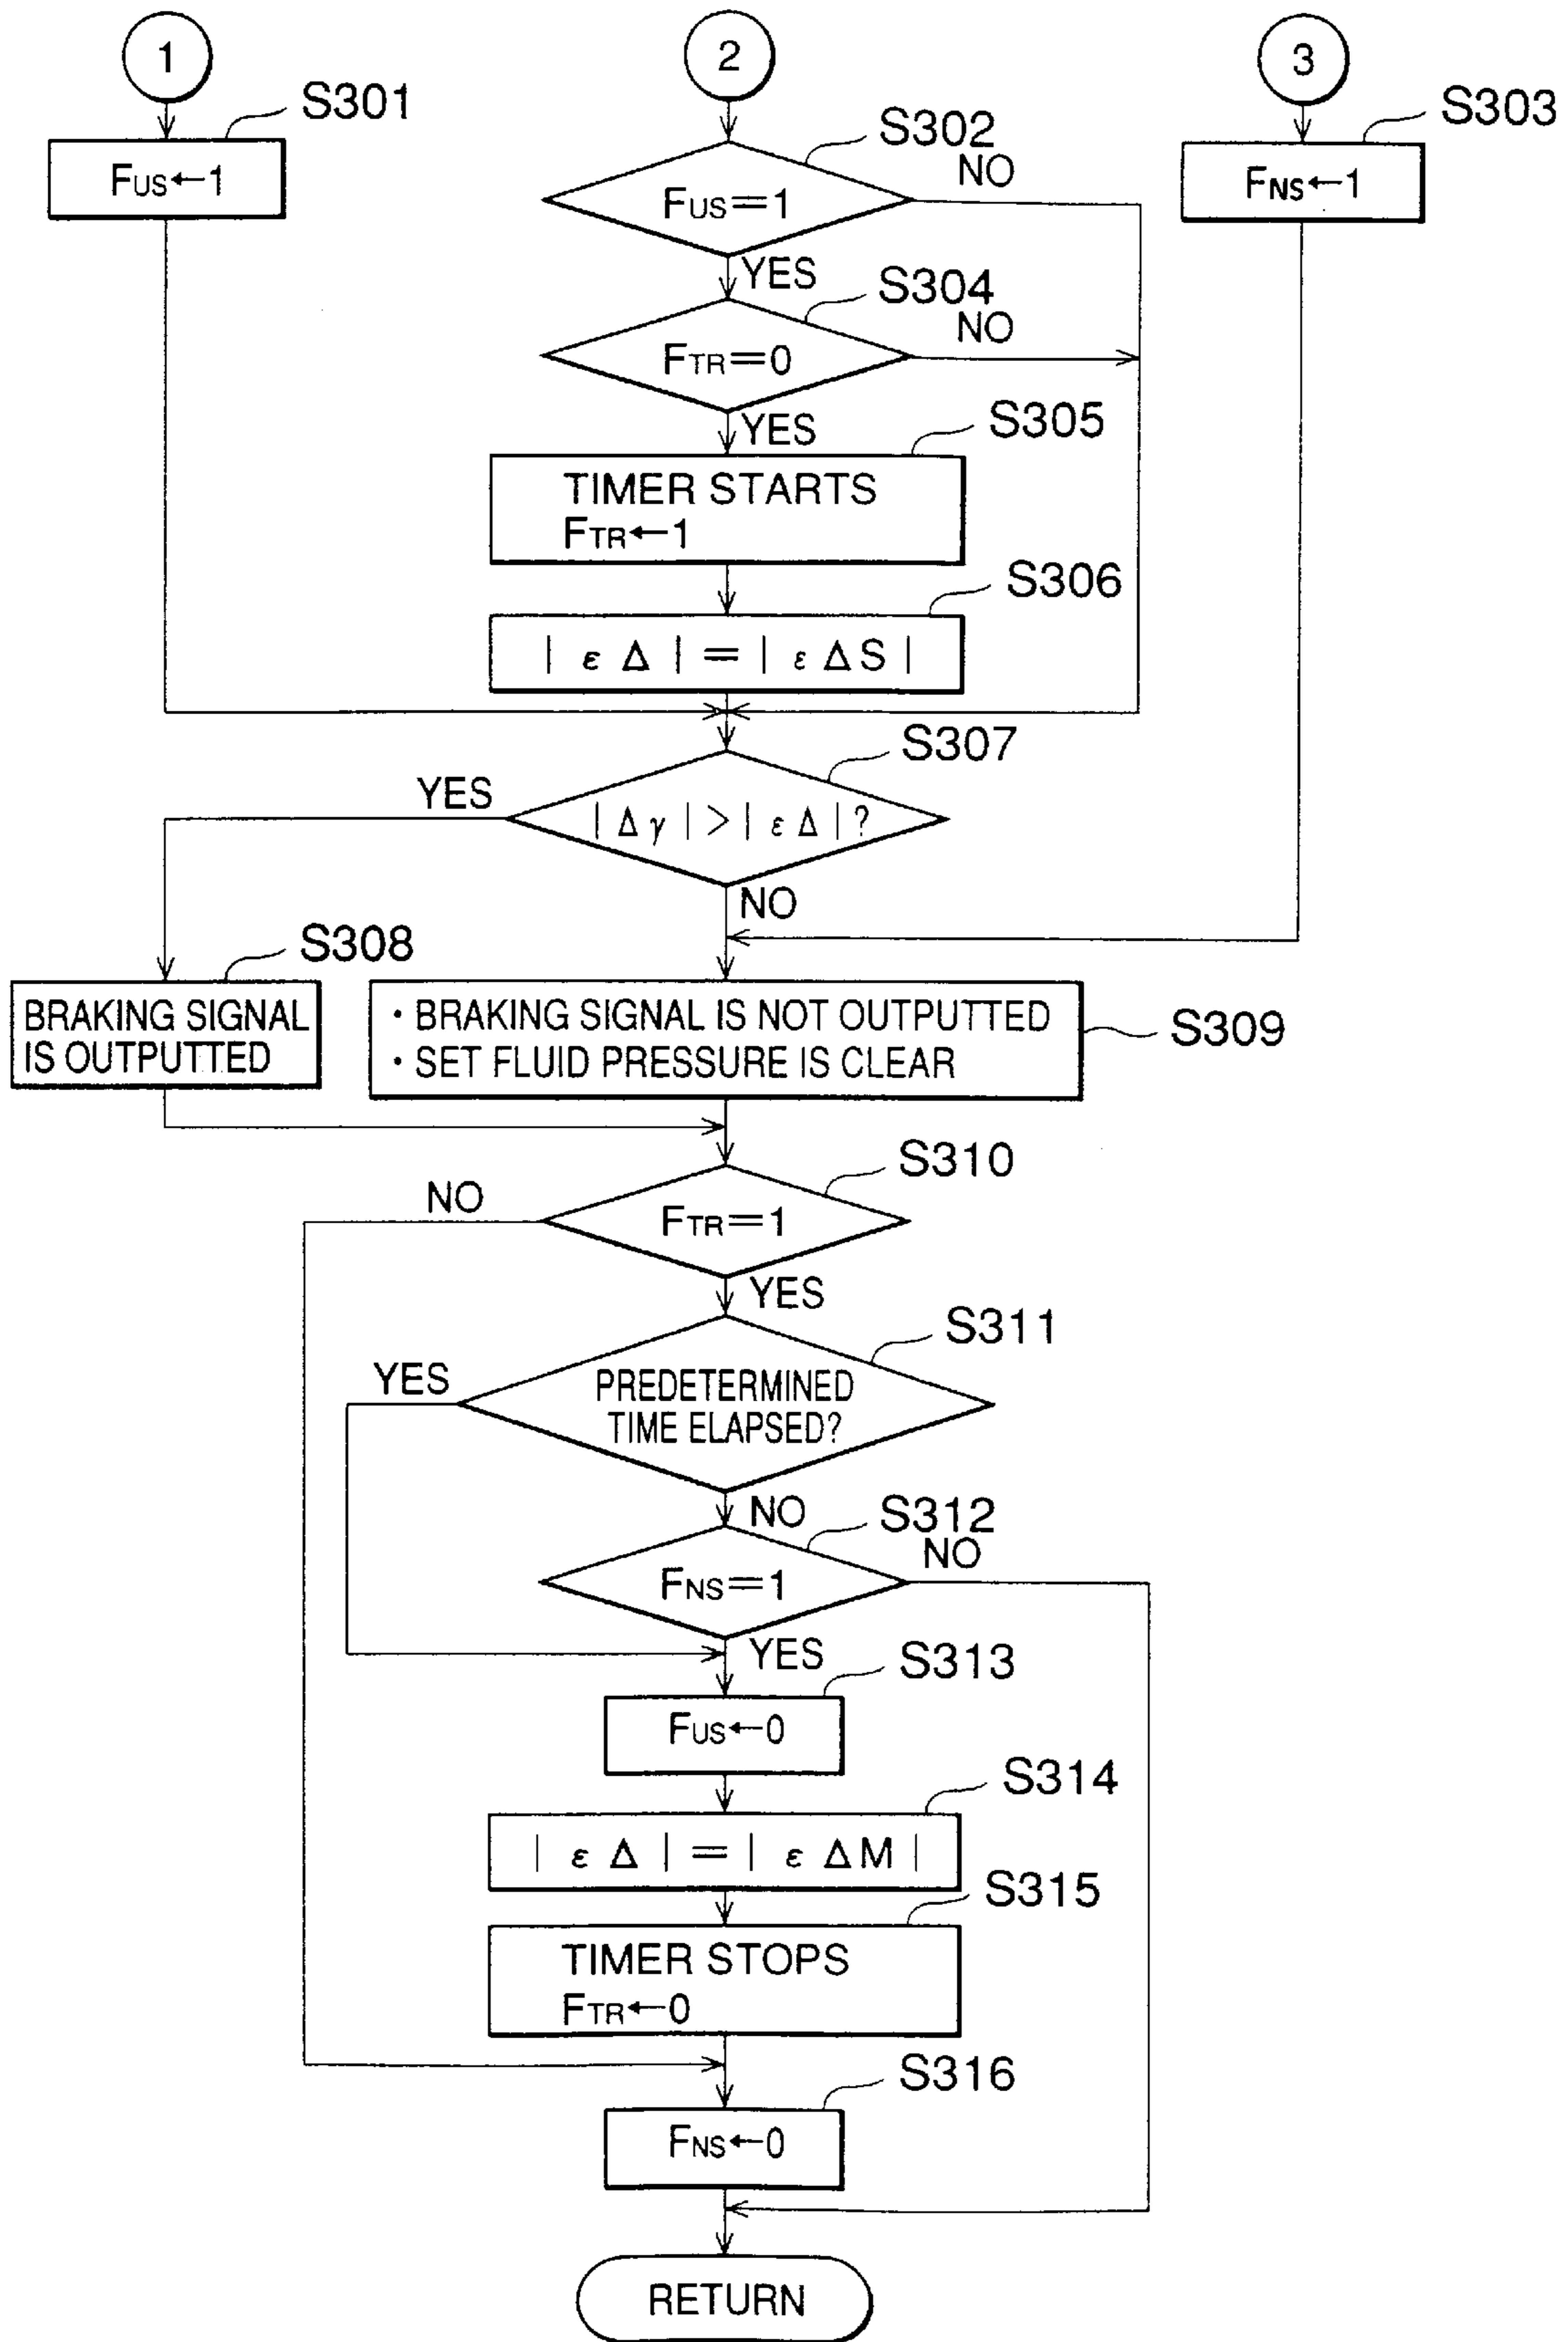 1
2
3
S301
FUS←1
S302
NO
FUS=1
YES
S303
FNS←1
S304
NO
FTR=0
YES
S305
TIMER STARTS
FTR←1
S306
| ε Δ | = | ε Δ S |
S307
YES
| Δ γ | > | ε Δ | ?
NO
S308
BRAKING SIGNAL
IS OUTPUTTED
· BRAKING SIGNAL IS NOT OUTPUTTED
· SET FLUID PRESSURE IS CLEAR
S309
S310
NO
FTR=1
YES
S311
YES
PREDETERMINED
TIME ELAPSED?
NO
S312
NO
FNS=1
YES
S313
FUS←0
S314
| ε Δ | = | ε Δ M |
S315
TIMER STOPS
FTR←0
S316
FNS←0
RETURN